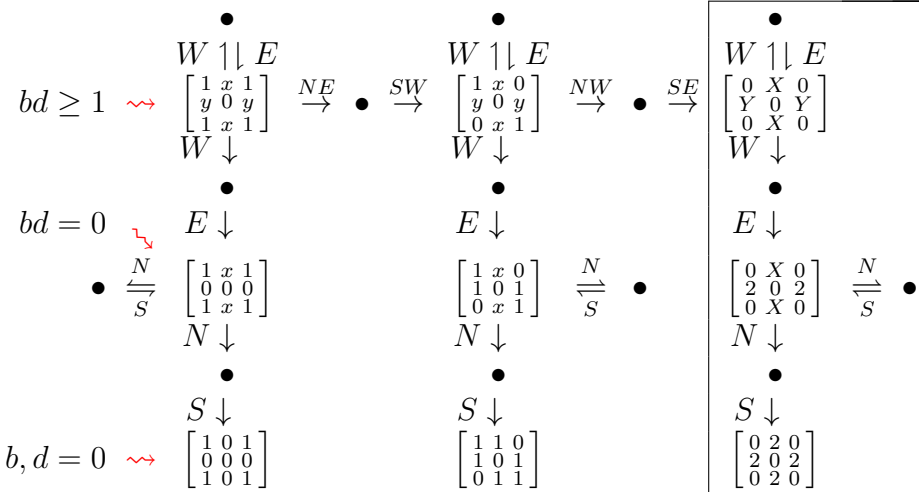 • • •
W ↿⇂ E W ↿⇂ E W ↿⇂ E
bd ≥ 1 ⇝ [1 x 1 / y 0 y / 1 x 1] NE → • SW → [1 x 0 / y 0 y / 0 x 1] NW → • SE → [0 X 0 / Y 0 Y / 0 X 0]
W ↓ W ↓ W ↓
• • •
bd = 0 E ↓ E ↓ E ↓
• N ↼ ⇁ S [1 x 1 / 0 0 0 / 1 x 1] [1 x 0 / 1 0 1 / 0 x 1] N ↼ ⇁ S • [0 X 0 / 2 0 2 / 0 X 0] N ↼ ⇁ S •
N ↓ N ↓ N ↓
• • •
S ↓ S ↓ S ↓
b, d = 0 ⇝ [1 0 1 / 0 0 0 / 1 0 1] [1 1 0 / 1 0 1 / 0 1 1] [0 2 0 / 2 0 2 / 0 2 0]